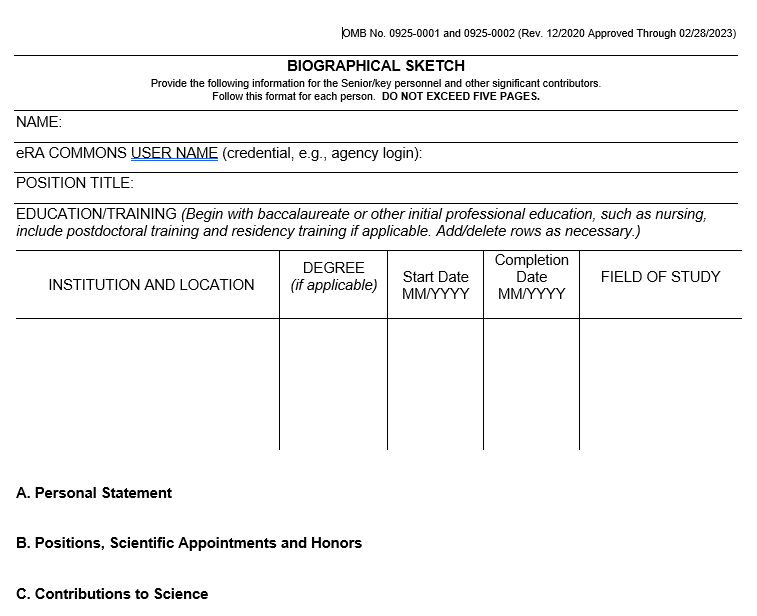 OMB No. 0925-0001 and 0925-0002 (Rev. 12/2020 Approved Through 02/28/2023)
BIOGRAPHICAL SKETCH
Provide the following information for the Senior/key personnel and other significant contributors.
Follow this format for each person. DO NOT EXCEED FIVE PAGES.
NAME:
eRA COMMONS USER NAME (credential, e.g., agency login):
POSITION TITLE:
EDUCATION/TRAINING (Begin with baccalaureate or other initial professional education, such as nursing,
include postdoctoral training and residency training if applicable. Add/delete rows as necessary.)
INSTITUTION AND LOCATION
DEGREE
(if applicable)
Start Date
MM/YYYY
Completion
Date
MM/YYYY
FIELD OF STUDY
A. Personal Statement
B. Positions, Scientific Appointments and Honors
C. Contributions to Science